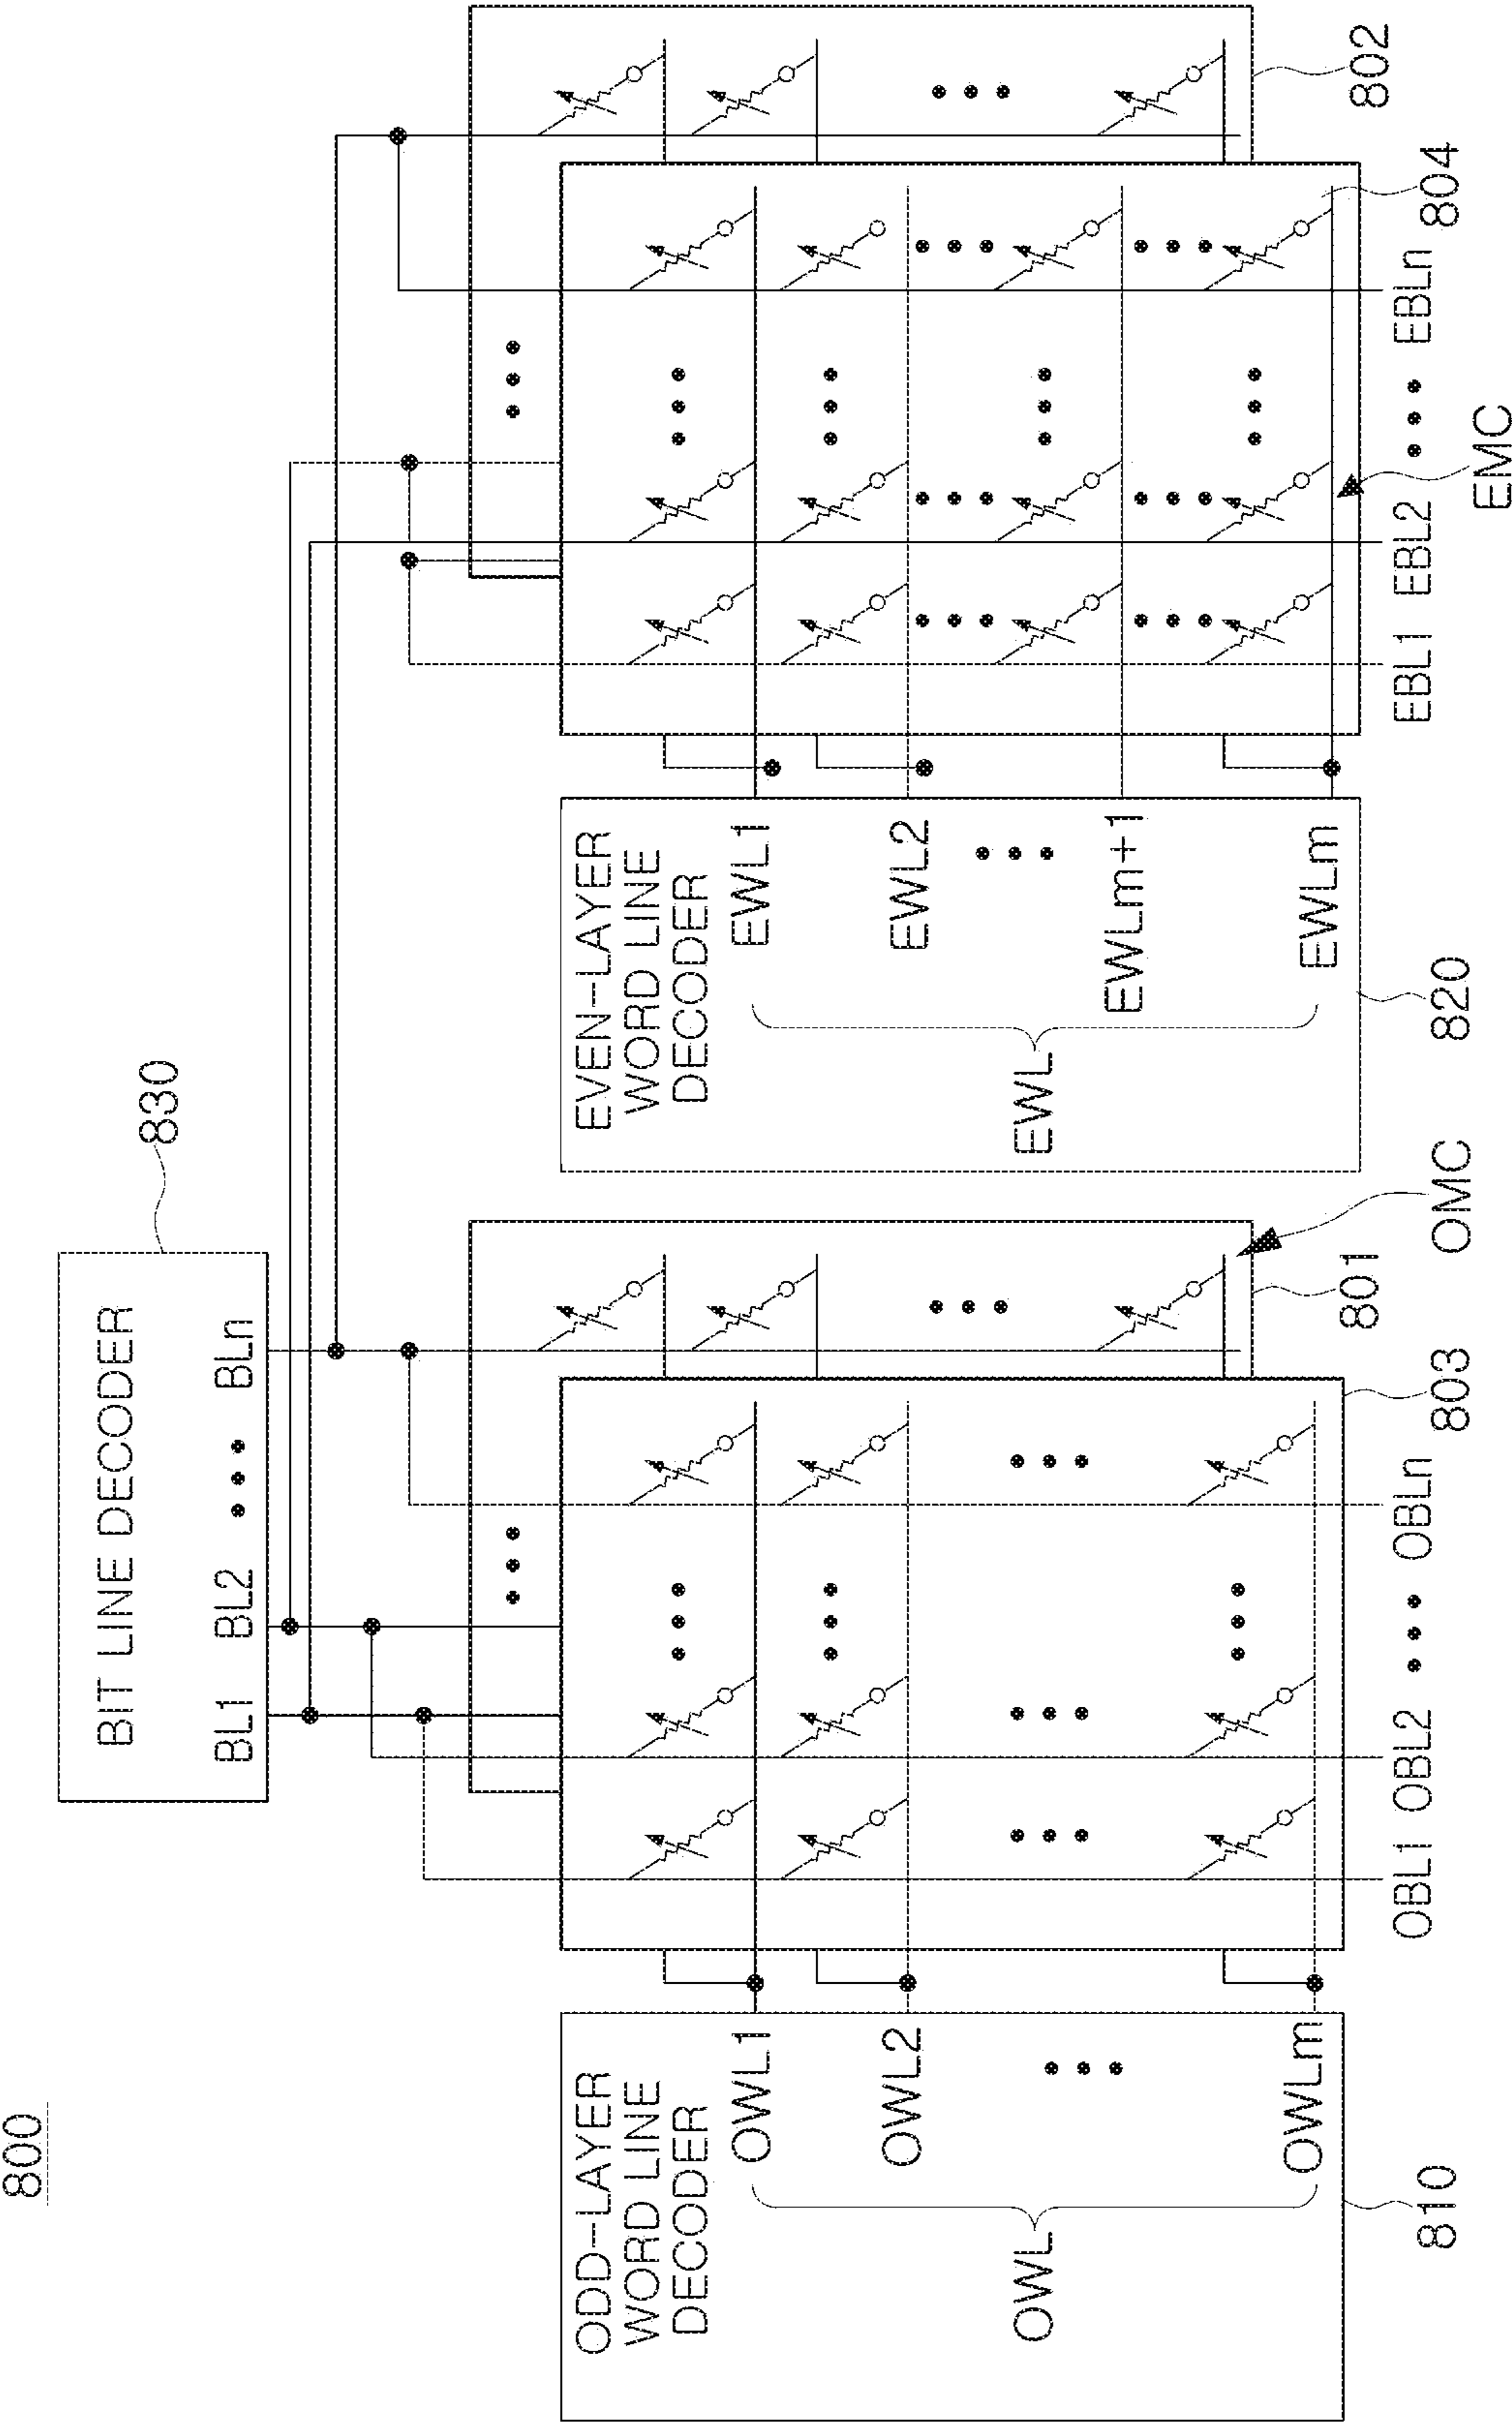 800
BIT LINE DECODER
BL1 BL2 ••• BLn
830
ODD-LAYER
WORD LINE
DECODER
OWL1
OWL2
•••
OWLm
OWL
810
OBL1 OBL2 ••• OBLn
803
801
OMC
EVEN-LAYER
WORD LINE
DECODER
EWL1
EWL2
•••
EWLm+1
EWLm
EWL
820
EBL1 EBL2 ••• EBLn
EMC
804
802